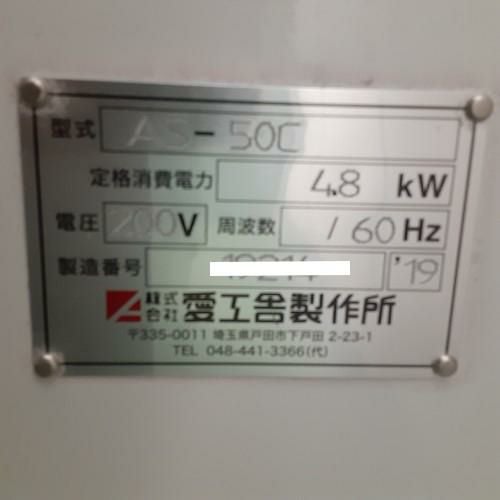 型式 AS-50C
定格消費電力 4.8 kW
電圧 200V 周波数 / 60 Hz
製造番号 '19
株式会社 愛工舎製作所
〒335-0011 埼玉県戸田市下戸田 2-23-1
TEL 048-441-3366(代)